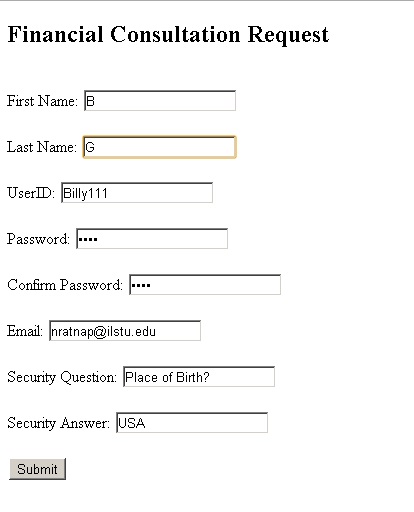 Financial Consultation Request
First Name: B
Last Name: G
UserID: Billy111
Password: ••••
Confirm Password: ••••
Email: nratnap@ilstu.edu
Security Question: Place of Birth?
Security Answer: USA
Submit